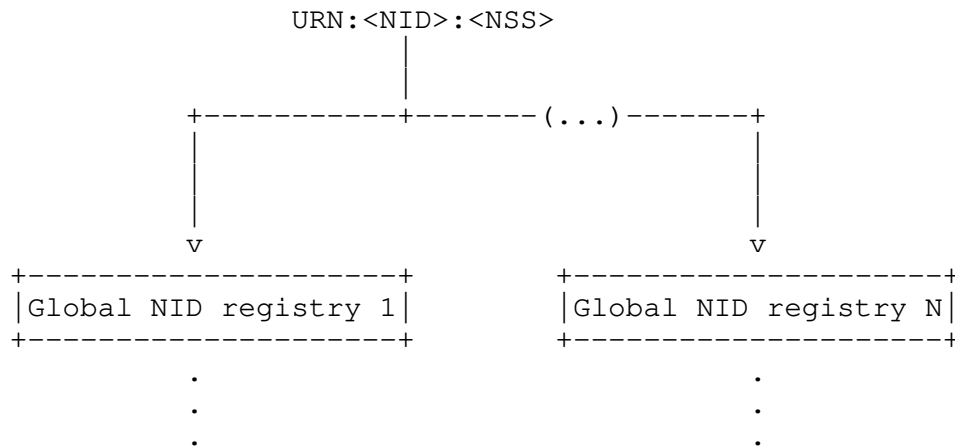 URN:<NID>:<NSS>
(...)
v v
Global NID registry 1 Global NID registry N
. .
. .
. .